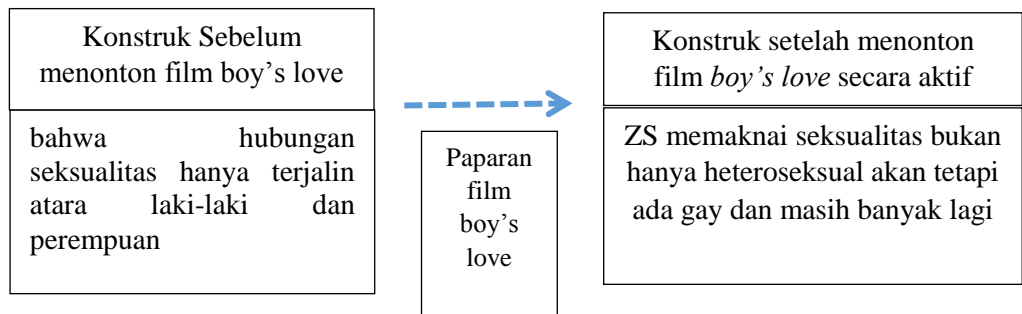 Konstruk Sebelum
menonton film boy’s love
bahwa hubungan
seksualitas hanya terjalin
atara laki-laki dan
perempuan
Paparan
film
boy’s
love
Konstruk setelah menonton
film boy’s love secara aktif
ZS memaknai seksualitas bukan
hanya heteroseksual akan tetapi
ada gay dan masih banyak lagi